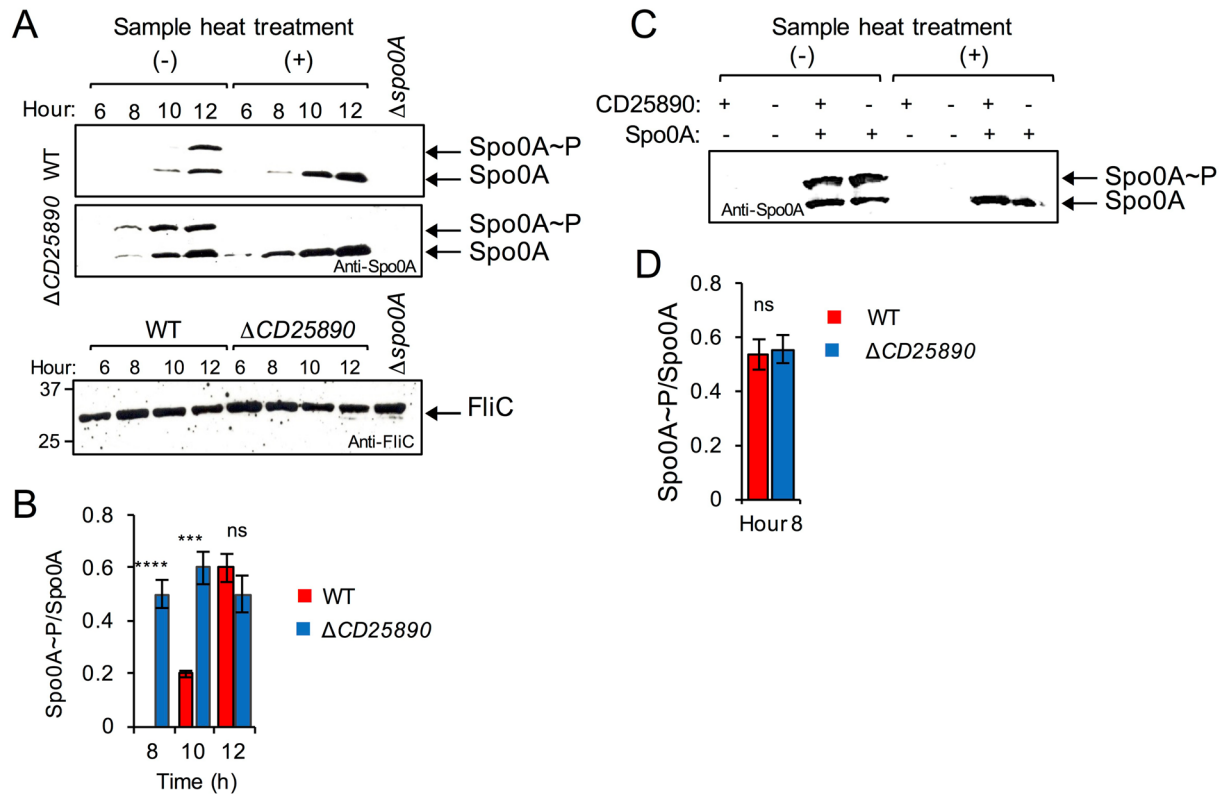 A
Sample heat treatment
(-) (+)
ΔspoOA
Hour: 6 8 10 12 6 8 10 12
WT
Spo0A~P
Spo0A
ΔCD25890
Spo0A~P
Spo0A
Anti-Spo0A
WT ΔCD25890
Δspo0A
Hour: 6 8 10 12 6 8 10 12
37
25
FliC
Anti-FliC
B
Spo0A~P/Spo0A
0.8
0.6
0.4
0.2
0
**** *** ns
8 10 12
Time (h)
WT
ΔCD25890
C
Sample heat treatment
(-) (+)
CD25890: + - + - + - + -
Spo0A: - - + + - - + +
Spo0A~P
Spo0A
Anti-Spo0A
D
Spo0A~P/Spo0A
0.8
0.6
0.4
0.2
0
ns
Hour 8
WT
ΔCD25890